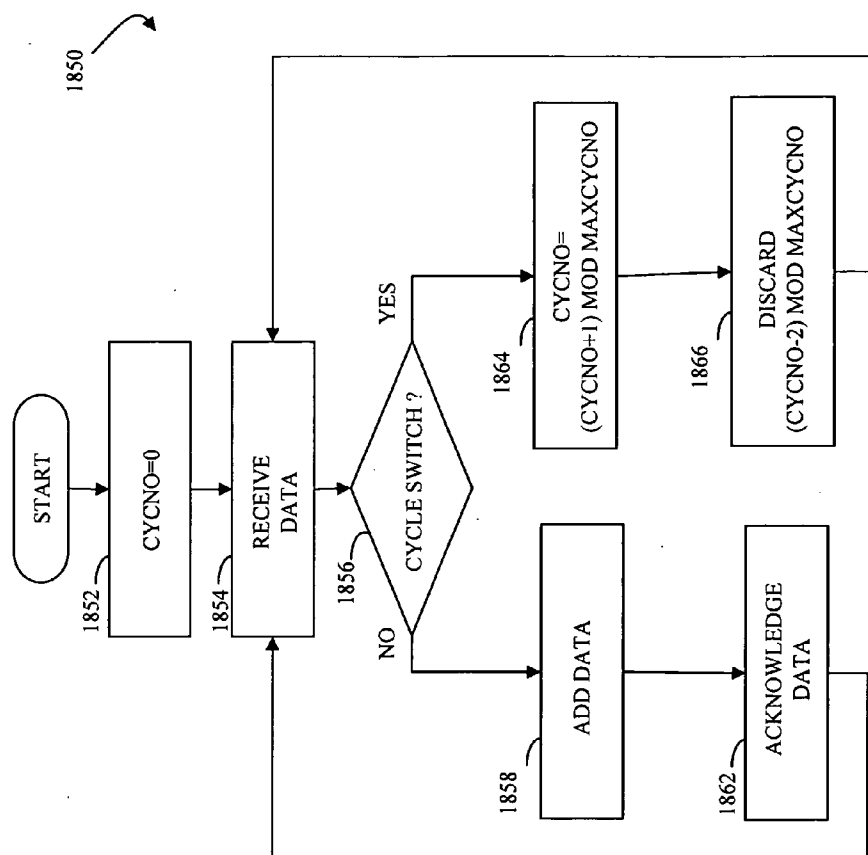 1850
START
1852
CYCNO=0
1854
RECEIVE
DATA
1856
CYCLE SWITCH ?
NO
YES
1858
ADD DATA
1862
ACKNOWLEDGE
DATA
1864
CYCNO=
(CYCNO+1) MOD MAXCYCNO
1866
DISCARD
(CYCNO-2) MOD MAXCYCNO